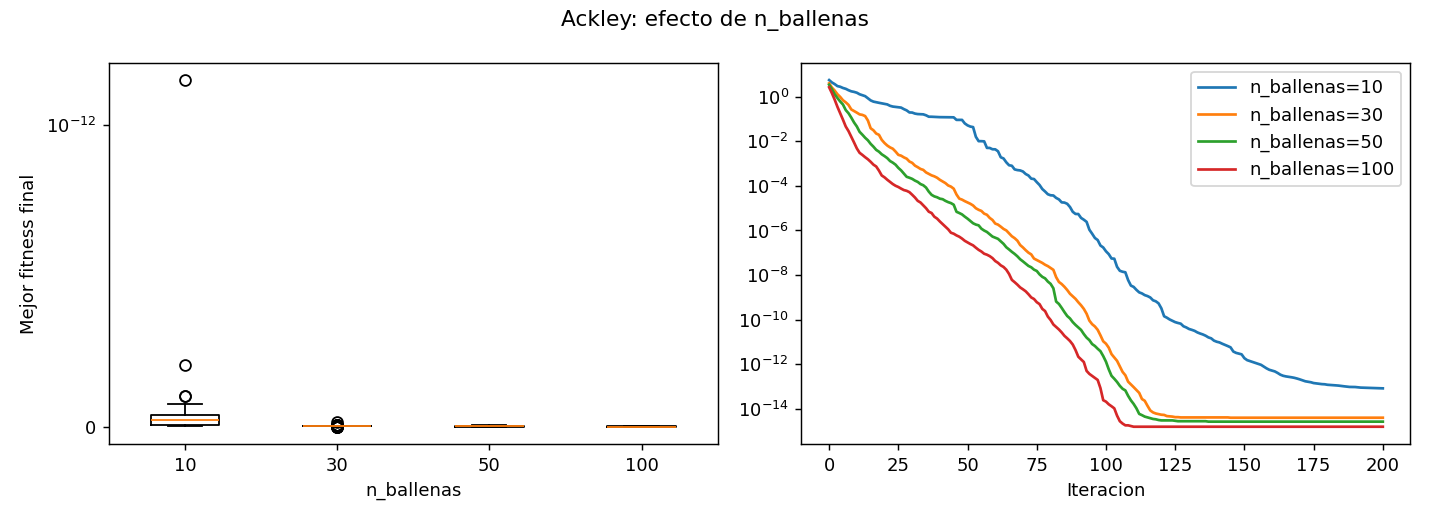 Ackley: efecto de n_ballenas
Mejor fitness final
10⁻¹²
0
10
30
50
100
n_ballenas
10⁰
10⁻²
10⁻⁴
10⁻⁶
10⁻⁸
10⁻¹⁰
10⁻¹²
10⁻¹⁴
n_ballenas=10
n_ballenas=30
n_ballenas=50
n_ballenas=100
0
25
50
75
100
125
150
175
200
Iteracion